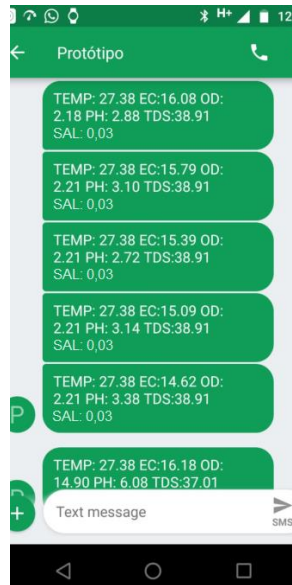 H+ 12
Protótipo
TEMP: 27.38 EC:16.08 OD:
2.18 PH: 2.88 TDS:38.91
SAL: 0,03
TEMP: 27.38 EC:15.79 OD:
2.21 PH: 3.10 TDS:38.91
SAL: 0,03
TEMP: 27.38 EC:15.39 OD:
2.21 PH: 2.72 TDS:38.91
SAL: 0,03
TEMP: 27.38 EC:15.09 OD:
2.21 PH: 3.14 TDS:38.91
SAL: 0,03
TEMP: 27.38 EC:14.62 OD:
2.21 PH: 3.38 TDS:38.91
P
SAL: 0,03
TEMP: 27.38 EC:16.18 OD:
14.90 PH: 6.08 TDS:37.01
Text message
SMS